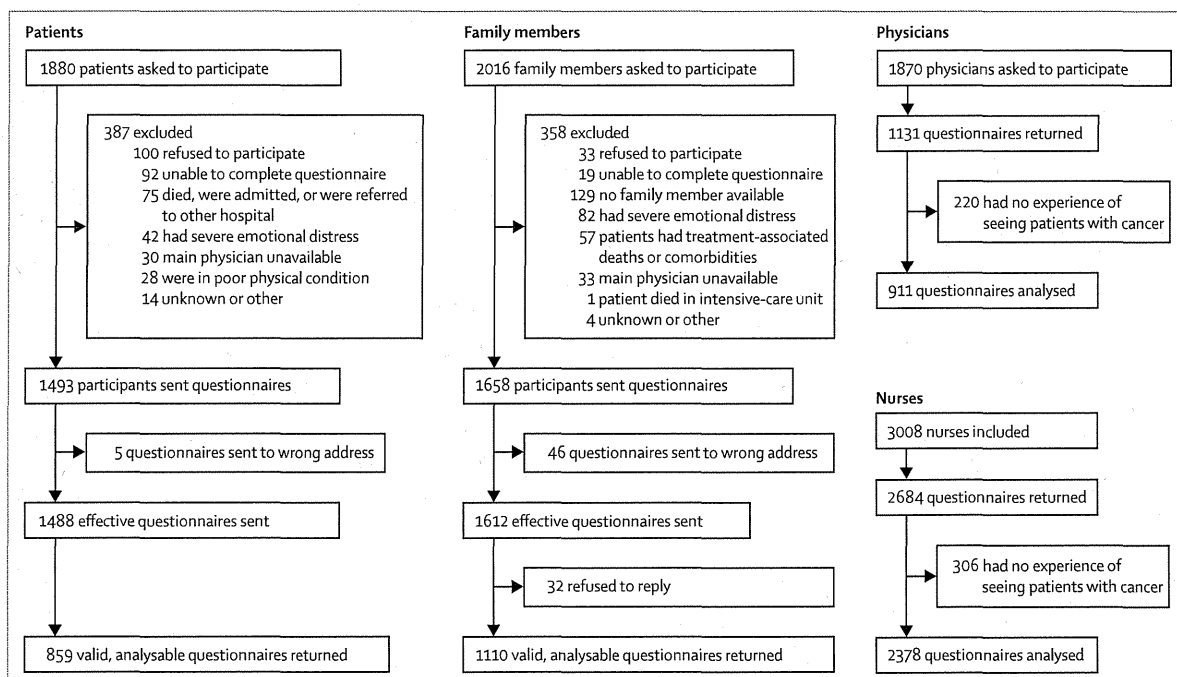 Patients
1880 patients asked to participate
387 excluded
100 refused to participate
92 unable to complete questionnaire
75 died, were admitted, or were referred
to other hospital
42 had severe emotional distress
30 main physician unavailable
28 were in poor physical condition
14 unknown or other
1493 participants sent questionnaires
5 questionnaires sent to wrong address
1488 effective questionnaires sent
859 valid, analysable questionnaires returned
Family members
2016 family members asked to participate
358 excluded
33 refused to participate
19 unable to complete questionnaire
129 no family member available
82 had severe emotional distress
57 patients had treatment-associated
deaths or comorbidities
33 main physician unavailable
1 patient died in intensive-care unit
4 unknown or other
1658 participants sent questionnaires
46 questionnaires sent to wrong address
1612 effective questionnaires sent
32 refused to reply
1110 valid, analysable questionnaires returned
Physicians
1870 physicians asked to participate
1131 questionnaires returned
220 had no experience of
seeing patients with cancer
911 questionnaires analysed
Nurses
3008 nurses included
2684 questionnaires returned
306 had no experience of
seeing patients with cancer
2378 questionnaires analysed